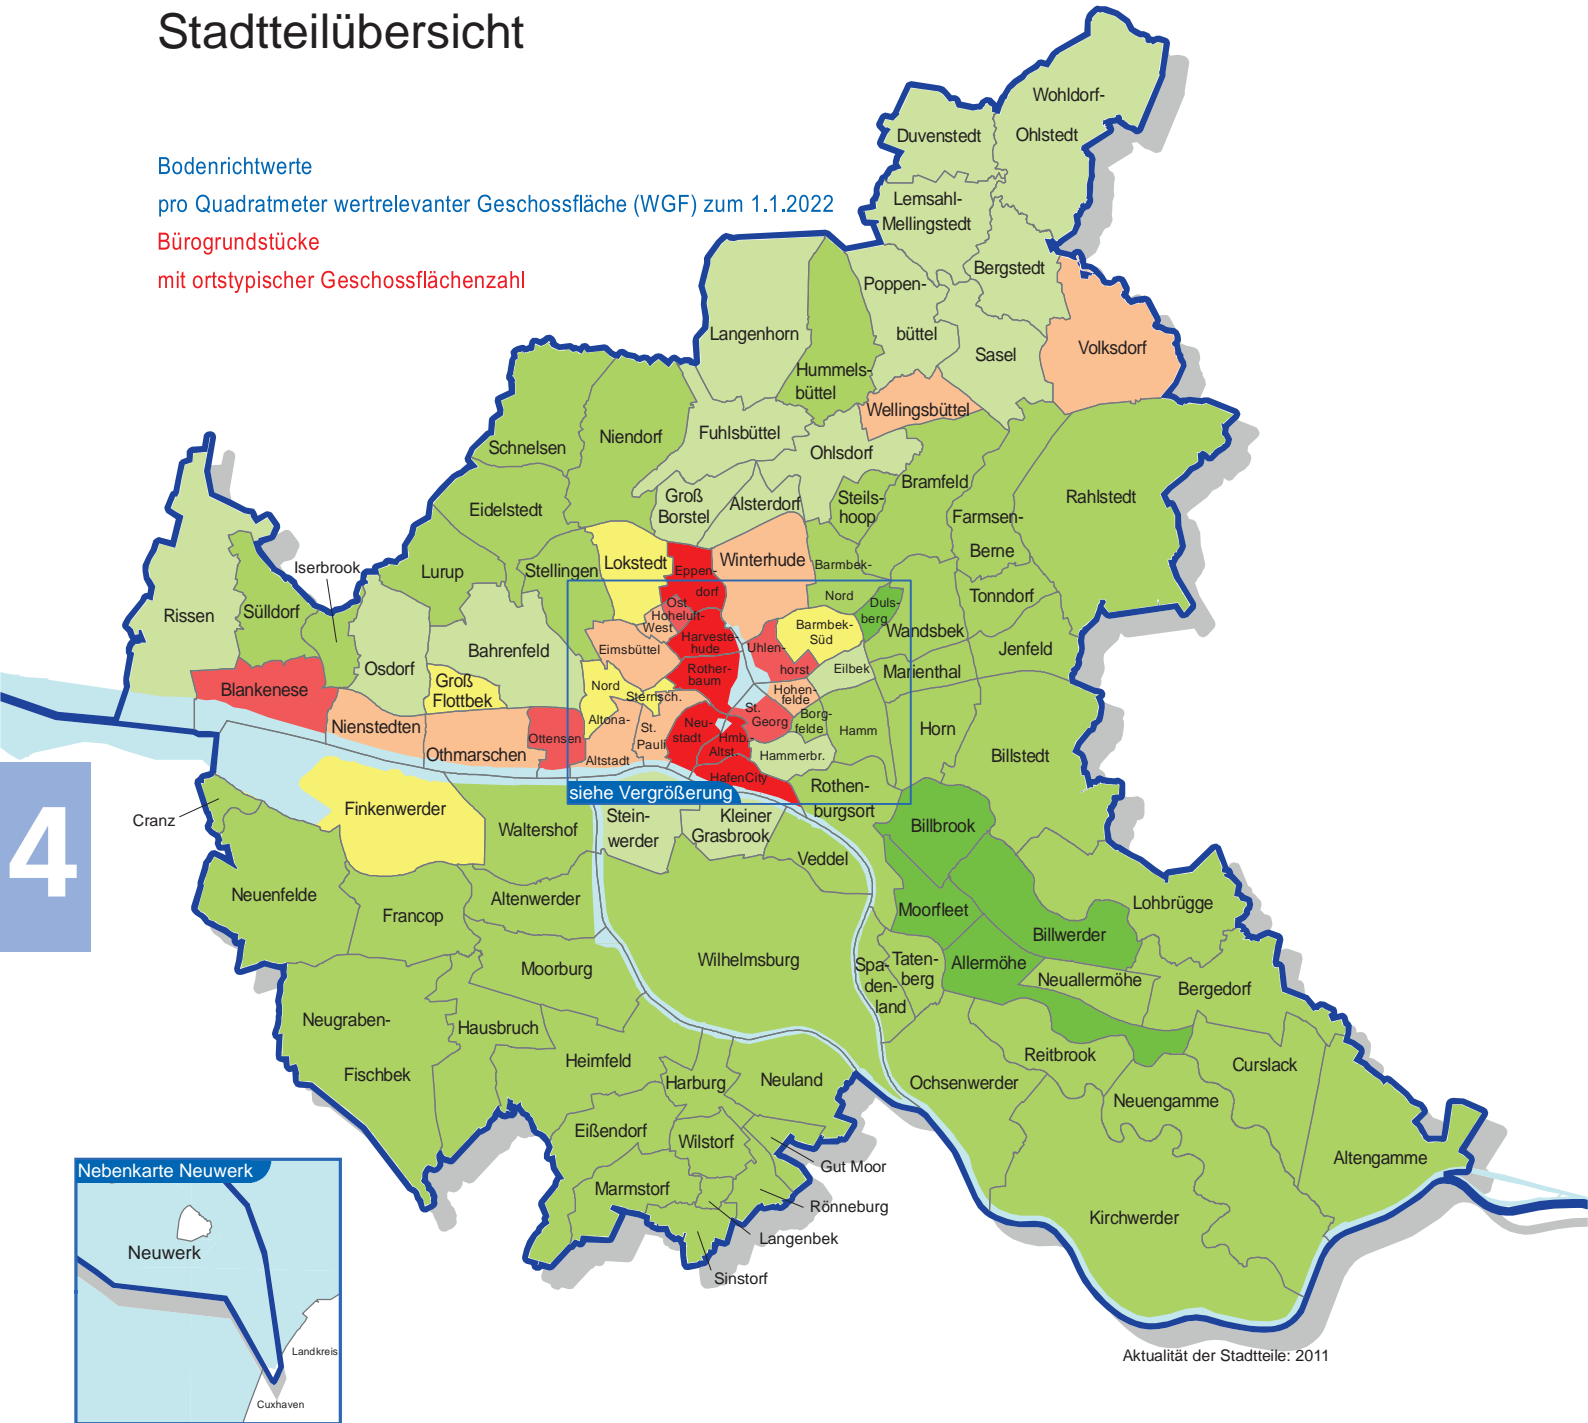 Stadtteilübersicht
Bodenrichtwerte
pro Quadratmeter wertrelevanter Geschossfläche (WGF) zum 1.1.2022
Bürogrundstücke
mit ortstypischer Geschossflächenzahl
Wohldorf-
Ohlstedt
Duvenstedt
Lemsahl-
Mellingstedt
Bergstedt
Poppen-
büttel
Langenhorn
Hummels-
büttel
Sasel
Volksdorf
Wellingsbüttel
Schnelsen
Niendorf
Fuhlsbüttel
Ohlsdorf
Bramfeld
Rahlstedt
Eidelstedt
Groß
Borstel
Alsterdorf
Steils-
hoop
Farmsen-
Berne
Iserbrook
Lurup
Stellingen
Lokstedt
Eppen-
dorf
Winterhude
Barmbek-
Nord
Duls-
berg
Tonndorf
Rissen
Sülldorf
Ost
Hoheluft-
West
Harveste-
hude
Barmbek-
Süd
Wandsbek
Jenfeld
Osdorf
Bahrenfeld
Eimsbüttel
Rother-
baum
Uhlen-
horst
Eilbek
Marienthal
Blankenese
Groß
Flottbek
Nord
Sternsch.
Hohen-
felde
Nienstedten
Othmarschen
Ottensen
Altona-
Altstadt
St.
Pauli
Neu-
stadt
Hmb.-
Altst.
St.
Georg
Borg-
felde
Hamm
Horn
Billstedt
Hammerbr.
HafenCity
siehe Vergrößerung
Rothen-
burgsort
Cranz
Finkenwerder
Waltershof
Stein-
werder
Kleiner
Grasbrook
Billbrook
Veddel
4
Neuenfelde
Francop
Altenwerder
Moorfleet
Lohbrügge
Billwerder
Moorburg
Wilhelmsburg
Spa-
den-
land
Taten-
berg
Allermöhe
Neuallermöhe
Bergedorf
Neugraben-
Fischbek
Hausbruch
Heimfeld
Harburg
Neuland
Ochsenwerder
Reitbrook
Curslack
Neuengamme
Eißendorf
Wilstorf
Gut Moor
Altengamme
Marmstorf
Rönneburg
Langenbek
Sinstorf
Kirchwerder
Nebenkarte Neuwerk
Neuwerk
Landkreis
Cuxhaven
Aktualität der Stadtteile: 2011